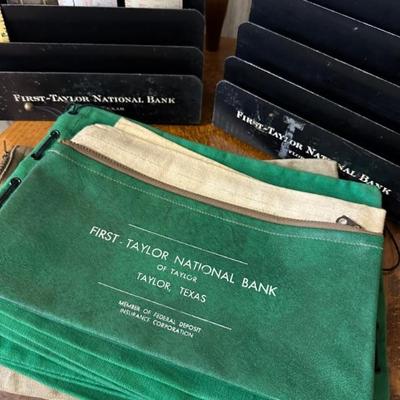 FIRST-TAYLOR NATIONAL BANK
FIRST-TAYLOR NATIONAL BANK
FIRST-TAYLOR NATIONAL BANK
OF TAYLOR
TAYLOR, TEXAS
MEMBER OF FEDERAL DEPOSIT
INSURANCE CORPORATION